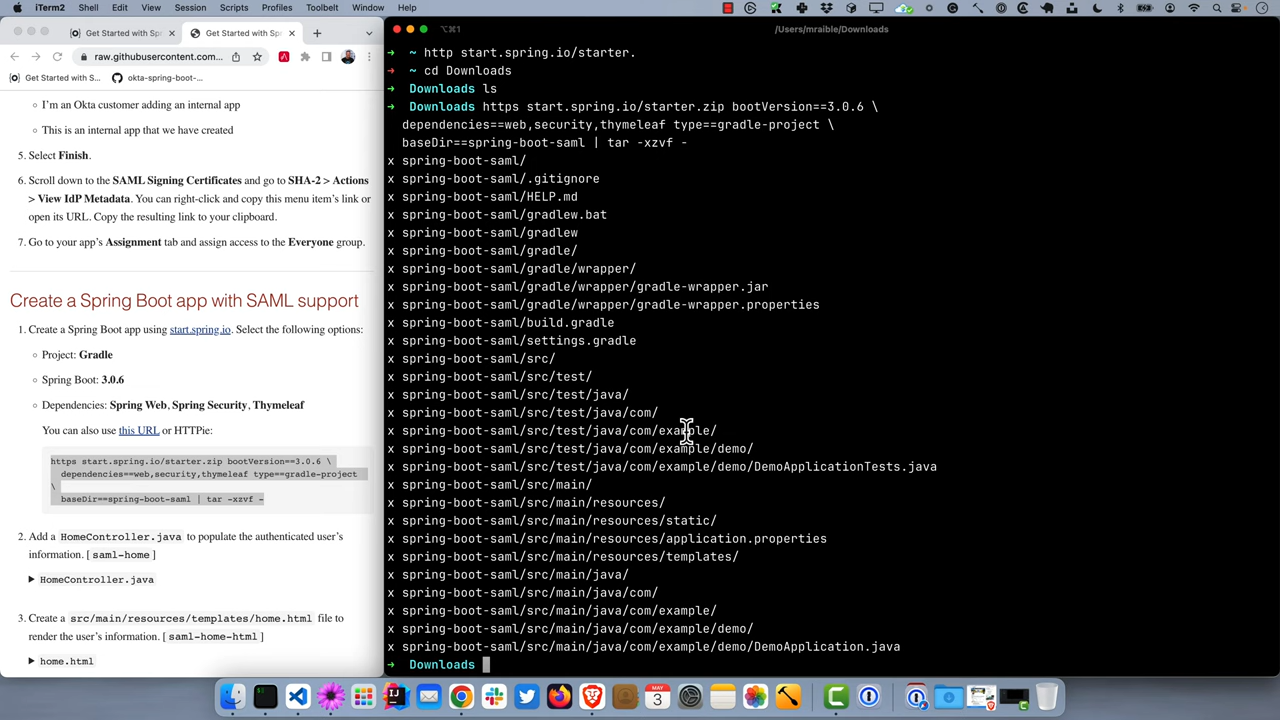 iTerm2 Shell Edit View Session Scripts Profiles Toolbelt Window Help
Get Started with Spring
Get Started with Spring
raw.githubusercontent.com...
Get Started with S...
okta-spring-boot-...
I'm an Okta customer adding an internal app
This is an internal app that we have created
5. Select Finish.
6. Scroll down to the SAML Signing Certificates and go to SHA-2 > Actions
> View IdP Metadata. You can right-click and copy this menu item's link or
open its URL. Copy the resulting link to your clipboard.
7. Go to your app's Assignment tab and assign access to the Everyone group.
Create a Spring Boot app with SAML support
1. Create a Spring Boot app using start.spring.io. Select the following options:
Project: Gradle
Spring Boot: 3.0.6
Dependencies: Spring Web, Spring Security, Thymeleaf
You can also use this URL or HTTPie:
https start.spring.io/starter.zip bootVersion==3.0.6 \
dependencies==web,security,thymeleaf type==gradle-project
\
baseDir==spring-boot-saml | tar -xzvf -
2. Add a HomeController.java to populate the authenticated user's
information. [ saml-home ]
▶ HomeController.java
3. Create a src/main/resources/templates/home.html file to
render the user's information. [ saml-home-html ]
▶ home.html
⌥⌘1
/Users/mraible/Downloads
➜ ~ http start.spring.io/starter.
➜ ~ cd Downloads
➜ Downloads ls
➜ Downloads https start.spring.io/starter.zip bootVersion==3.0.6 \
dependencies==web,security,thymeleaf type==gradle-project \
baseDir==spring-boot-saml | tar -xzvf -
x spring-boot-saml/
x spring-boot-saml/.gitignore
x spring-boot-saml/HELP.md
x spring-boot-saml/gradlew.bat
x spring-boot-saml/gradlew
x spring-boot-saml/gradle/
x spring-boot-saml/gradle/wrapper/
x spring-boot-saml/gradle/wrapper/gradle-wrapper.jar
x spring-boot-saml/gradle/wrapper/gradle-wrapper.properties
x spring-boot-saml/build.gradle
x spring-boot-saml/settings.gradle
x spring-boot-saml/src/
x spring-boot-saml/src/test/
x spring-boot-saml/src/test/java/
x spring-boot-saml/src/test/java/com/
x spring-boot-saml/src/test/java/com/example/
x spring-boot-saml/src/test/java/com/example/demo/
x spring-boot-saml/src/test/java/com/example/demo/DemoApplicationTests.java
x spring-boot-saml/src/main/
x spring-boot-saml/src/main/resources/
x spring-boot-saml/src/main/resources/static/
x spring-boot-saml/src/main/resources/application.properties
x spring-boot-saml/src/main/resources/templates/
x spring-boot-saml/src/main/java/
x spring-boot-saml/src/main/java/com/
x spring-boot-saml/src/main/java/com/example/
x spring-boot-saml/src/main/java/com/example/demo/
x spring-boot-saml/src/main/java/com/example/demo/DemoApplication.java
➜ Downloads
MAY
3